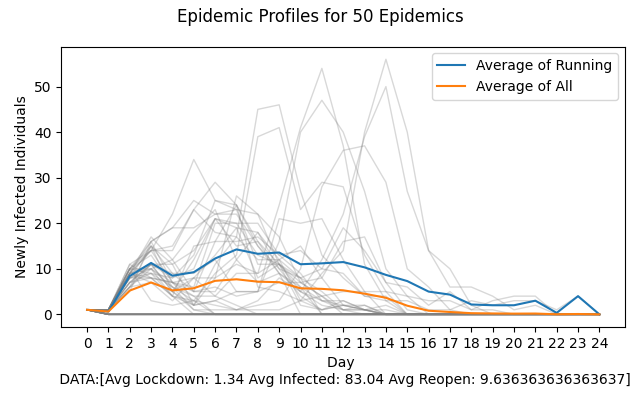 Epidemic Profiles for 50 Epidemics
Average of Running
Average of All
Newly Infected Individuals
50
40
30
20
10
0
0 1 2 3 4 5 6 7 8 9 10 11 12 13 14 15 16 17 18 19 20 21 22 23 24
Day
DATA:[Avg Lockdown: 1.34 Avg Infected: 83.04 Avg Reopen: 9.636363636363637]